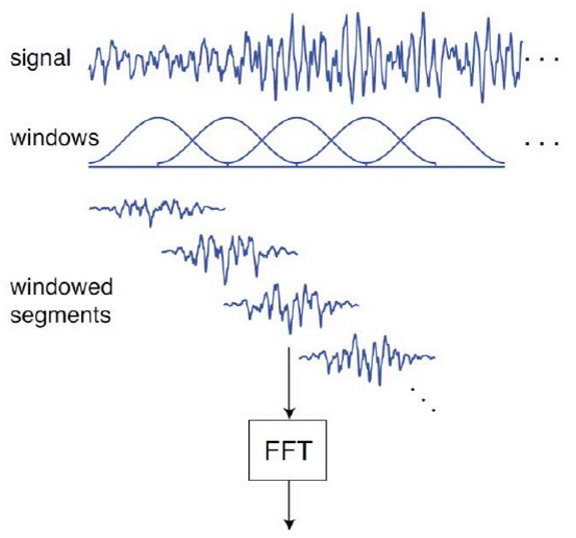 signal
. . .
windows
. . .
windowed
segments
. . .
FFT